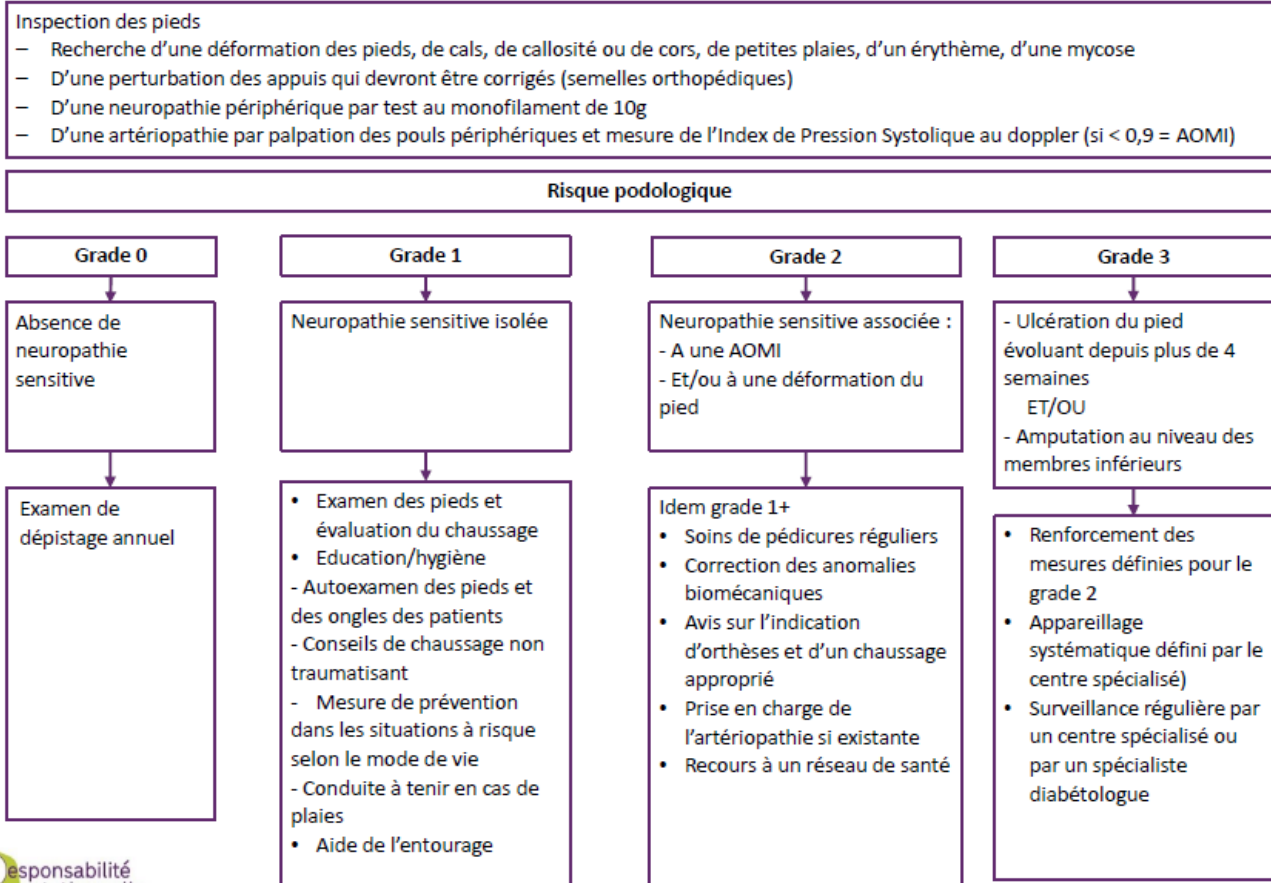 Inspection des pieds
– Recherche d'une déformation des pieds, de cals, de callosité ou de cors, de petites plaies, d'un érythème, d'une mycose
– D'une perturbation des appuis qui devront être corrigés (semelles orthopédiques)
– D'une neuropathie périphérique par test au monofilament de 10g
– D'une artériopathie par palpation des pouls périphériques et mesure de l'Index de Pression Systolique au doppler (si < 0,9 = AOMI)
Risque podologique
Grade 0
Absence de
neuropathie
sensitive
Examen de
dépistage annuel
Grade 1
Neuropathie sensitive isolée
• Examen des pieds et
évaluation du chaussage
• Education/hygiène
- Autoexamen des pieds et
des ongles des patients
- Conseils de chaussage non
traumatisant
- Mesure de prévention
dans les situations à risque
selon le mode de vie
- Conduite à tenir en cas de
plaies
• Aide de l'entourage
Grade 2
Neuropathie sensitive associée :
- A une AOMI
- Et/ou à une déformation du
pied
Idem grade 1+
• Soins de pédicures réguliers
• Correction des anomalies
biomécaniques
• Avis sur l'indication
d'orthèses et d'un chaussage
approprié
• Prise en charge de
l'artériopathie si existante
• Recours à un réseau de santé
Grade 3
- Ulcération du pied
évoluant depuis plus de 4
semaines
ET/OU
- Amputation au niveau des
membres inférieurs
• Renforcement des
mesures définies pour le
grade 2
• Appareillage
systématique défini par le
centre spécialisé)
• Surveillance régulière par
un centre spécialisé ou
par un spécialiste
diabétologue
esponsabilité